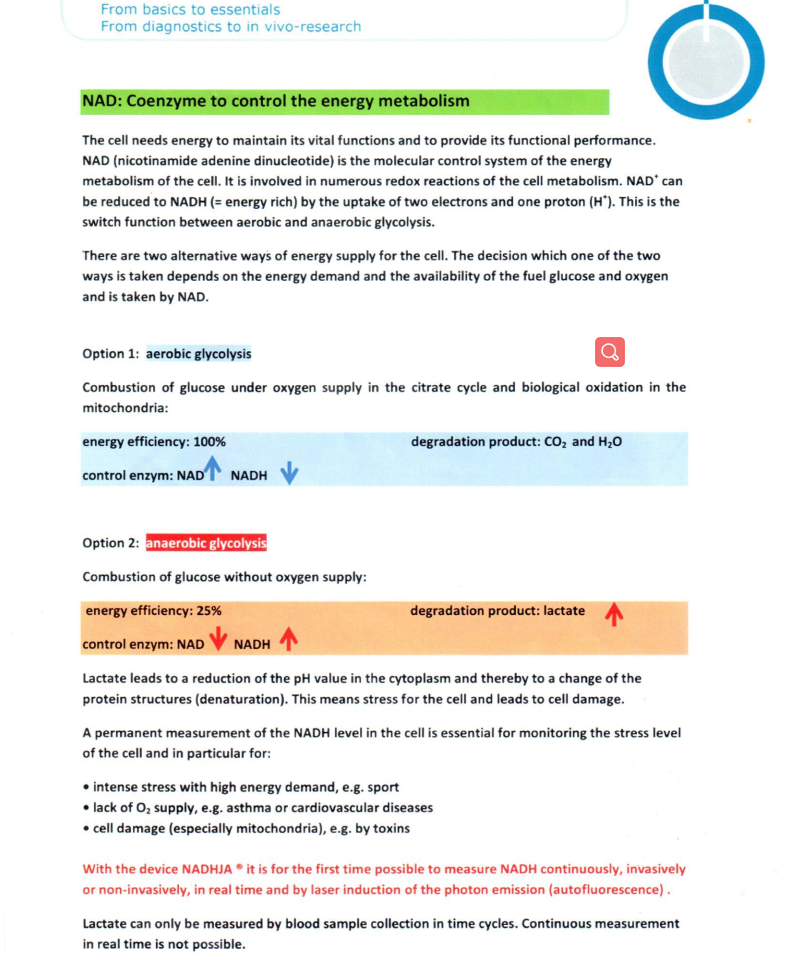 From basics to essentials
From diagnostics to in vivo-research
NAD: Coenzyme to control the energy metabolism
The cell needs energy to maintain its vital functions and to provide its functional performance.
NAD (nicotinamide adenine dinucleotide) is the molecular control system of the energy
metabolism of the cell. It is involved in numerous redox reactions of the cell metabolism. NAD⁺ can
be reduced to NADH (= energy rich) by the uptake of two electrons and one proton (H⁺). This is the
switch function between aerobic and anaerobic glycolysis.
There are two alternative ways of energy supply for the cell. The decision which one of the two
ways is taken depends on the energy demand and the availability of the fuel glucose and oxygen
and is taken by NAD.
Option 1: aerobic glycolysis
Combustion of glucose under oxygen supply in the citrate cycle and biological oxidation in the
mitochondria:
energy efficiency: 100% degradation product: CO₂ and H₂O
control enzym: NAD ↑ NADH ↓
Option 2: anaerobic glycolysis
Combustion of glucose without oxygen supply:
energy efficiency: 25% degradation product: lactate ↑
control enzym: NAD ↓ NADH ↑
Lactate leads to a reduction of the pH value in the cytoplasm and thereby to a change of the
protein structures (denaturation). This means stress for the cell and leads to cell damage.
A permanent measurement of the NADH level in the cell is essential for monitoring the stress level
of the cell and in particular for:
• intense stress with high energy demand, e.g. sport
• lack of O₂ supply, e.g. asthma or cardiovascular diseases
• cell damage (especially mitochondria), e.g. by toxins
With the device NADHJA ® it is for the first time possible to measure NADH continuously, invasively
or non-invasively, in real time and by laser induction of the photon emission (autofluorescence) .
Lactate can only be measured by blood sample collection in time cycles. Continuous measurement
in real time is not possible.